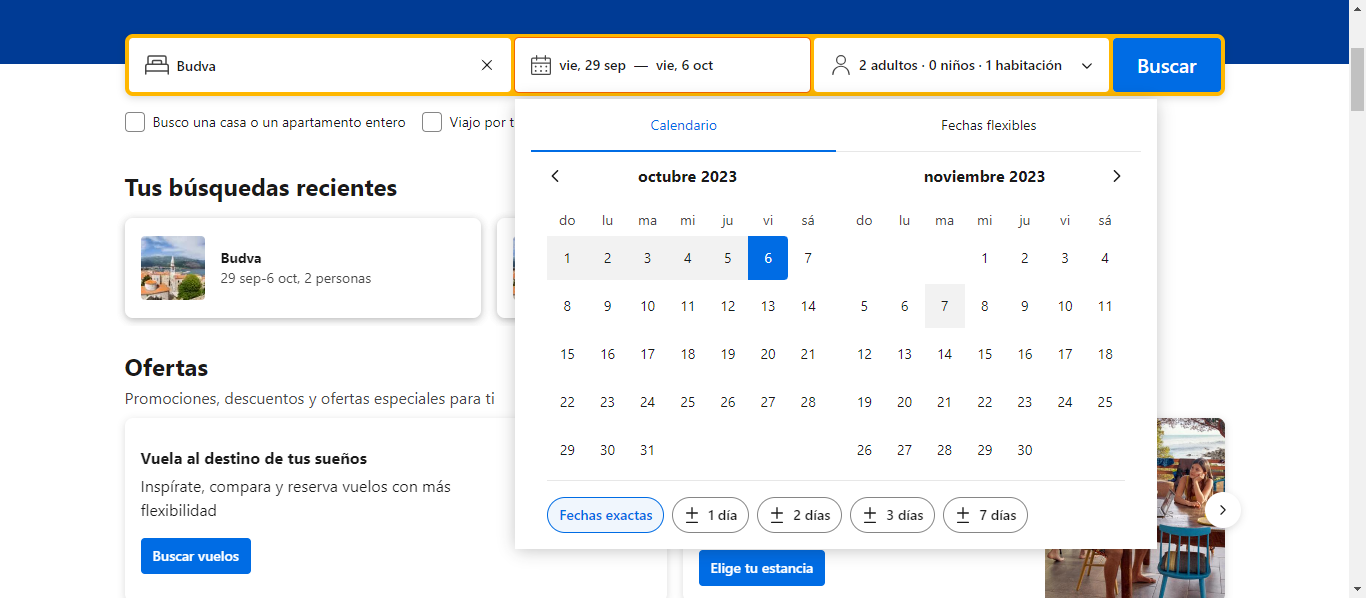 Budva
vie, 29 sep — vie, 6 oct
2 adultos · 0 niños · 1 habitación
Buscar
Busco una casa o un apartamento entero
Viajo por t
Calendario
Fechas flexibles
octubre 2023
do lu ma mi ju vi sá
1 2 3 4 5 6 7
8 9 10 11 12 13 14
15 16 17 18 19 20 21
22 23 24 25 26 27 28
29 30 31
noviembre 2023
do lu ma mi ju vi sá
1 2 3 4
5 6 7 8 9 10 11
12 13 14 15 16 17 18
19 20 21 22 23 24 25
26 27 28 29 30
Fechas exactas
± 1 día
± 2 días
± 3 días
± 7 días
Tus búsquedas recientes
Budva
29 sep-6 oct, 2 personas
Ofertas
Promociones, descuentos y ofertas especiales para ti
Vuela al destino de tus sueños
Inspírate, compara y reserva vuelos con más
flexibilidad
Buscar vuelos
Elige tu estancia